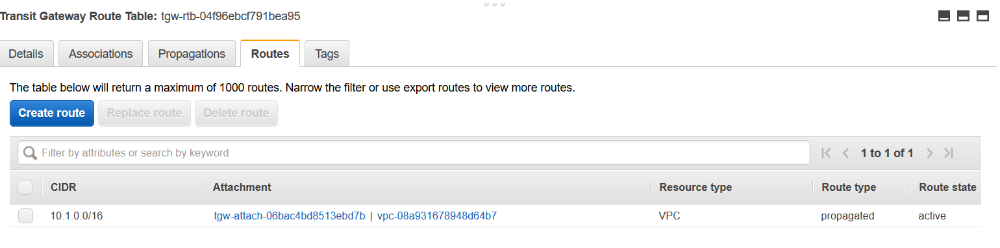 Transit Gateway Route Table: tgw-rtb-04f96ebcf791bea95
Details Associations Propagations Routes Tags
The table below will return a maximum of 1000 routes. Narrow the filter or use export routes to view more routes.
Create route Replace route Delete route
Filter by attributes or search by keyword 1 to 1 of 1
CIDR Attachment Resource type Route type Route state
10.1.0.0/16 tgw-attach-06bac4bd8513ebd7b | vpc-08a931678948d64b7 VPC propagated active